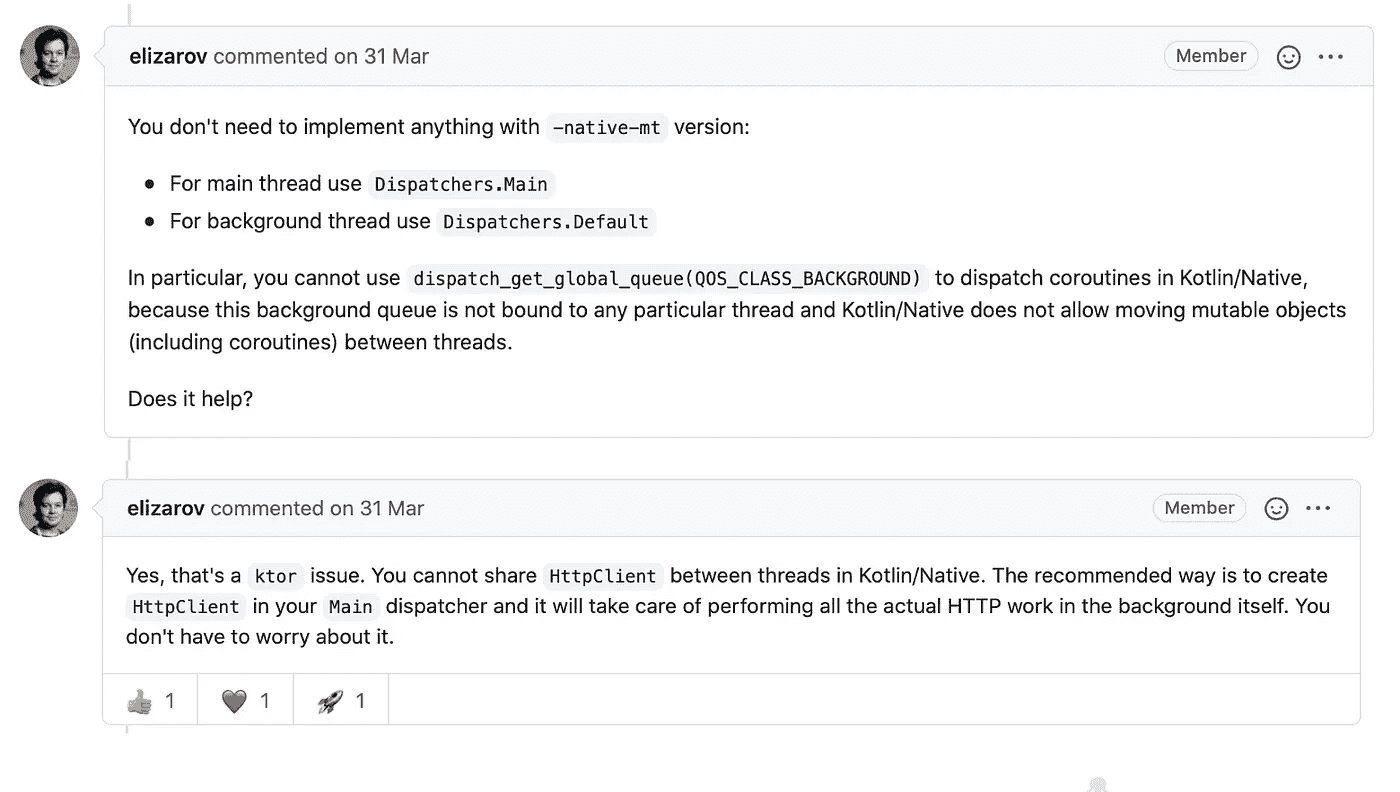 elizarov commented on 31 Mar Member
You don't need to implement anything with -native-mt version:
For main thread use Dispatchers.Main
For background thread use Dispatchers.Default
In particular, you cannot use dispatch_get_global_queue(QOS_CLASS_BACKGROUND) to dispatch coroutines in Kotlin/Native,
because this background queue is not bound to any particular thread and Kotlin/Native does not allow moving mutable objects
(including coroutines) between threads.
Does it help?
elizarov commented on 31 Mar Member
Yes, that's a ktor issue. You cannot share HttpClient between threads in Kotlin/Native. The recommended way is to create
HttpClient in your Main dispatcher and it will take care of performing all the actual HTTP work in the background itself. You
don't have to worry about it.
1 1 1